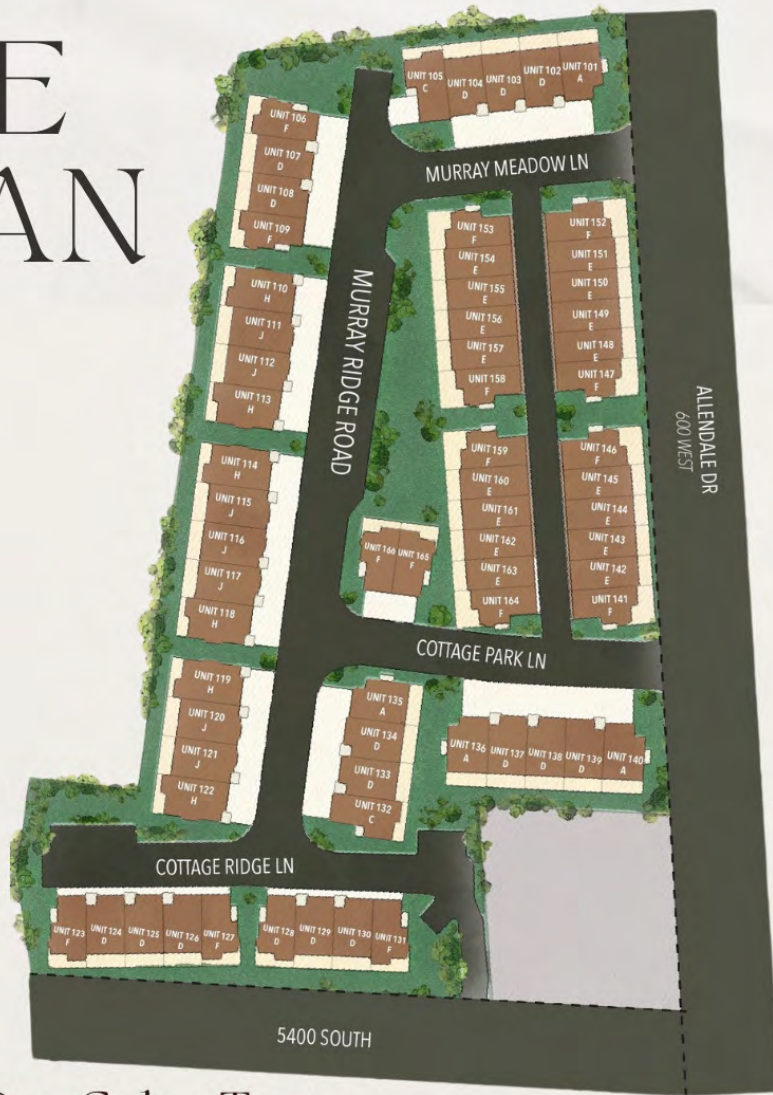 E
AN
UNIT 105
C
UNIT 104
D
UNIT 103
D
UNIT 102
D
UNIT 101
A
UNIT 106
F
UNIT 107
D
UNIT 108
D
UNIT 109
F
MURRAY MEADOW LN
UNIT 110
H
UNIT 111
J
UNIT 112
J
UNIT 113
H
MURRAY RIDGE ROAD
UNIT 153
F
UNIT 154
E
UNIT 155
E
UNIT 156
E
UNIT 157
E
UNIT 158
F
UNIT 152
F
UNIT 151
E
UNIT 150
E
UNIT 149
E
UNIT 148
E
UNIT 147
F
ALLENDALE DR
600 WEST
UNIT 114
H
UNIT 115
J
UNIT 116
J
UNIT 117
J
UNIT 118
H
UNIT 159
F
UNIT 160
E
UNIT 161
E
UNIT 162
E
UNIT 163
E
UNIT 164
F
UNIT 146
F
UNIT 145
E
UNIT 144
E
UNIT 143
E
UNIT 142
E
UNIT 141
F
UNIT 166
F
UNIT 165
F
COTTAGE PARK LN
UNIT 119
H
UNIT 120
J
UNIT 121
J
UNIT 122
H
UNIT 135
A
UNIT 134
D
UNIT 133
D
UNIT 132
C
UNIT 136
A
UNIT 137
D
UNIT 138
D
UNIT 139
D
UNIT 140
A
COTTAGE RIDGE LN
UNIT 123
F
UNIT 124
D
UNIT 125
D
UNIT 126
D
UNIT 127
F
UNIT 128
D
UNIT 129
D
UNIT 130
D
UNIT 131
F
5400 SOUTH